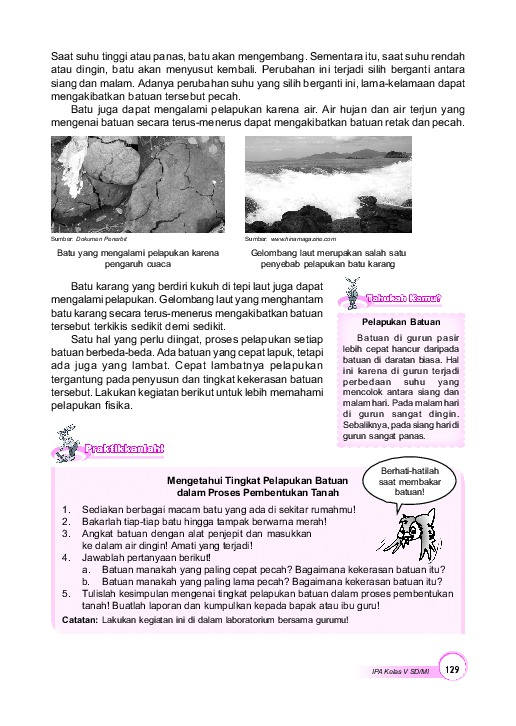 Saat suhu tinggi atau panas, batu akan mengembang. Sementara itu, saat suhu rendah
atau dingin, batu akan menyusut kembali. Perubahan ini terjadi silih berganti antara
siang dan malam. Adanya perubahan suhu yang silih berganti ini, lama-kelamaan dapat
mengakibatkan batuan tersebut pecah.
Batu juga dapat mengalami pelapukan karena air. Air hujan dan air terjun yang
mengenai batuan secara terus-menerus dapat mengakibatkan batuan retak dan pecah.
Sumber: Dokumen Penerbit
Batu yang mengalami pelapukan karena
pengaruh cuaca
Sumber: www.hinamagazine.com
Gelombang laut merupakan salah satu
penyebab pelapukan batu karang
Batu karang yang berdiri kukuh di tepi laut juga dapat
mengalami pelapukan. Gelombang laut yang menghantam
batu karang secara terus-menerus mengakibatkan batuan
tersebut terkikis sedikit demi sedikit.
Satu hal yang perlu diingat, proses pelapukan setiap
batuan berbeda-beda. Ada batuan yang cepat lapuk, tetapi
ada juga yang lambat. Cepat lambatnya pelapukan
tergantung pada penyusun dan tingkat kekerasan batuan
tersebut. Lakukan kegiatan berikut untuk lebih memahami
pelapukan fisika.
Tahukah Kamu?
Pelapukan Batuan
Batuan di gurun pasir
lebih cepat hancur daripada
batuan di daratan biasa. Hal
ini karena di gurun terjadi
perbedaan suhu yang
mencolok antara siang dan
malam hari. Pada malam hari
di gurun sangat dingin.
Sebaliknya, pada siang hari di
gurun sangat panas.
Praktikkanlah!
Mengetahui Tingkat Pelapukan Batuan
dalam Proses Pembentukan Tanah
Berhati-hatilah
saat membakar
batuan!
1. Sediakan berbagai macam batu yang ada di sekitar rumahmu!
2. Bakarlah tiap-tiap batu hingga tampak berwarna merah!
3. Angkat batuan dengan alat penjepit dan masukkan
ke dalam air dingin! Amati yang terjadi!
4. Jawablah pertanyaan berikut!
a. Batuan manakah yang paling cepat pecah? Bagaimana kekerasan batuan itu?
b. Batuan manakah yang paling lama pecah? Bagaimana kekerasan batuan itu?
5. Tulislah kesimpulan mengenai tingkat pelapukan batuan dalam proses pembentukan
tanah! Buatlah laporan dan kumpulkan kepada bapak atau ibu guru!
Catatan: Lakukan kegiatan ini di dalam laboratorium bersama gurumu!
IPA Kelas V SD/MI 129